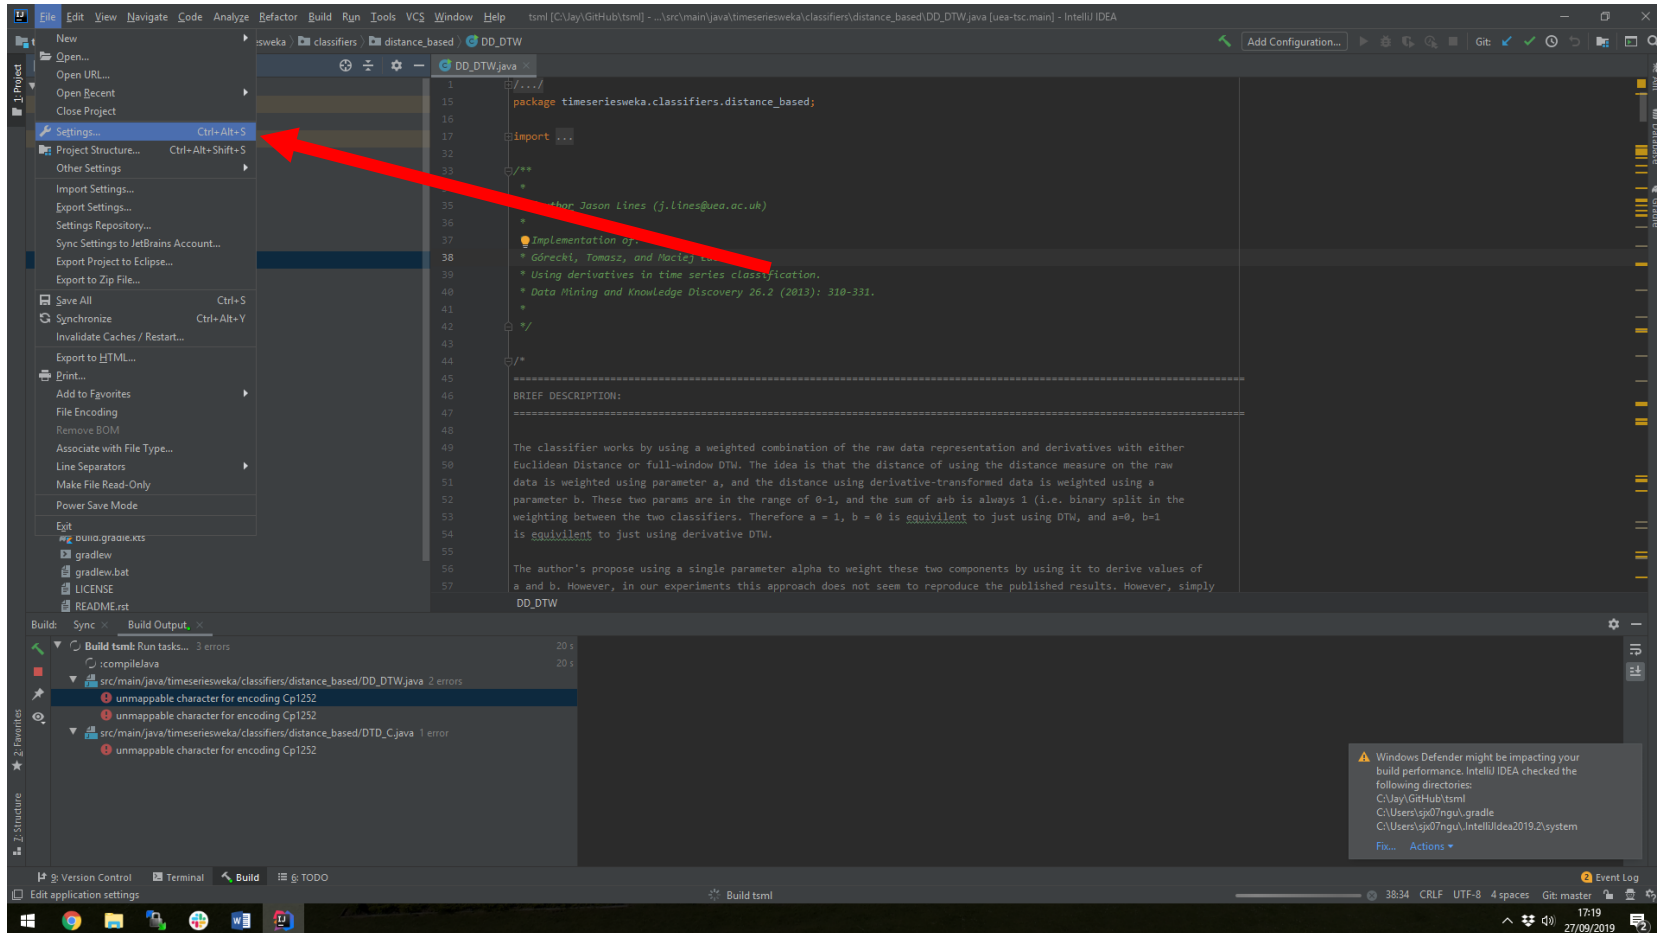 File Edit View Navigate Code Analyze Refactor Build Run Tools VCS Window Help tsml [C:\Jay\GitHub\tsml] - ...\src\main\java\timeseriesweka\classifiers\distance_based\DD_DTW.java [uea-tsc.main] - IntelliJ IDEA
esweka classifiers distance_based DD_DTW Add Configuration... Git:
New
Open...
Open URL...
Open Recent
Close Project
Settings... Ctrl+Alt+S
Project Structure... Ctrl+Alt+Shift+S
Other Settings
Import Settings...
Export Settings...
Settings Repository...
Sync Settings to JetBrains Account...
Export Project to Eclipse...
Export to Zip File...
Save All Ctrl+S
Synchronize Ctrl+Alt+Y
Invalidate Caches / Restart...
Export to HTML...
Print...
Add to Favorites
File Encoding
Remove BOM
Associate with File Type...
Line Separators
Make File Read-Only
Power Save Mode
Exit
build.gradle.kts
gradlew
gradlew.bat
LICENSE
README.rst
1: Project
2: Favorites
7: Structure
Ant
Database
Gradle
DD_DTW.java
1 /.../
15 package timeseriesweka.classifiers.distance_based;
16
17 import ...
32
33 /**
*
35 Jason Lines (j.lines@uea.ac.uk)
36 *
37 Implementation of:
38 * Górecki, Tomasz, and Maciej
39 * Using derivatives in time series classification.
40 * Data Mining and Knowledge Discovery 26.2 (2013): 310-331.
41 *
42 */
43
44 /*
45 ==========
46 BRIEF DESCRIPTION:
47 ==========
48
49 The classifier works by using a weighted combination of the raw data representation and derivatives with either
50 Euclidean Distance or full-window DTW. The idea is that the distance of using the distance measure on the raw
51 data is weighted using parameter a, and the distance using derivative-transformed data is weighted using a
52 parameter b. These two params are in the range of 0-1, and the sum of a+b is always 1 (i.e. binary split in the
53 weighting between the two classifiers. Therefore a = 1, b = 0 is equivilent to just using DTW, and a=0, b=1
54 is equivilent to just using derivative DTW.
55
56 The author's propose using a single parameter alpha to weight these two components by using it to derive values of
57 a and b. However, in our experiments this approach does not seem to reproduce the published results. However, simply
DD_DTW
Build: Sync Build Output
Build tsml: Run tasks... 3 errors 20 s
:compileJava 20 s
src/main/java/timeseriesweka/classifiers/distance_based/DD_DTW.java 2 errors
unmappable character for encoding Cp1252
unmappable character for encoding Cp1252
src/main/java/timeseriesweka/classifiers/distance_based/DTD_C.java 1 error
unmappable character for encoding Cp1252
Windows Defender might be impacting your
build performance. IntelliJ IDEA checked the
following directories:
C:\Jay\GitHub\tsml
C:\Users\sjx07ngu\.gradle
C:\Users\sjx07ngu\.IntelliJIdea2019.2\system
Fix... Actions
9: Version Control Terminal Build 6: TODO 2 Event Log
Edit application settings Build tsml 38:34 CRLF UTF-8 4 spaces Git: master
17:19
27/09/2019
2